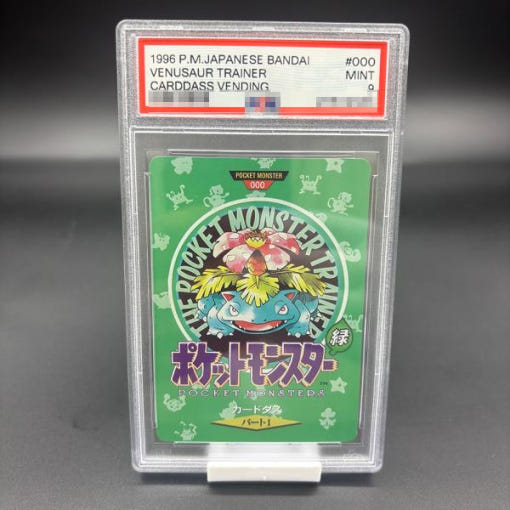 1996 P.M.JAPANESE BANDAI #000
VENUSAUR TRAINER MINT
CARDDASS VENDING 9
POCKET MONSTER
000
THE POCKET MONSTER TRAINER
緑
ポケットモンスター
POCKET MONSTERS
カードダス
パート・1